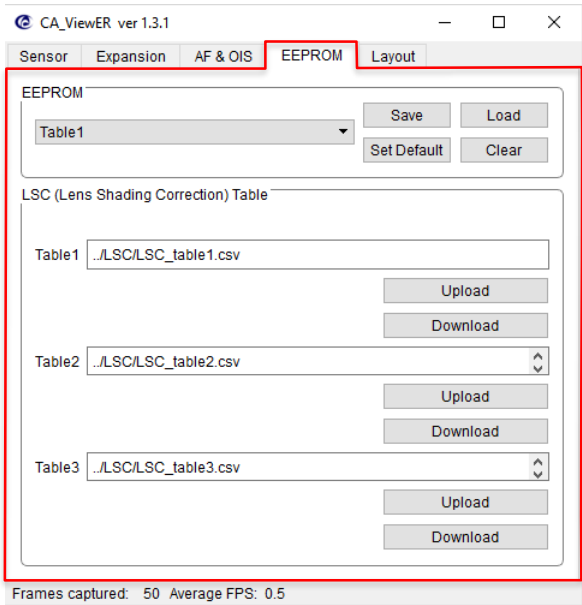 CA_ViewER ver 1.3.1
Sensor Expansion AF & OIS EEPROM Layout
EEPROM
Table1
Save Load
Set Default Clear
LSC (Lens Shading Correction) Table
Table1 ../LSC/LSC_table1.csv
Upload
Download
Table2 ../LSC/LSC_table2.csv
Upload
Download
Table3 ../LSC/LSC_table3.csv
Upload
Download
Frames captured: 50 Average FPS: 0.5